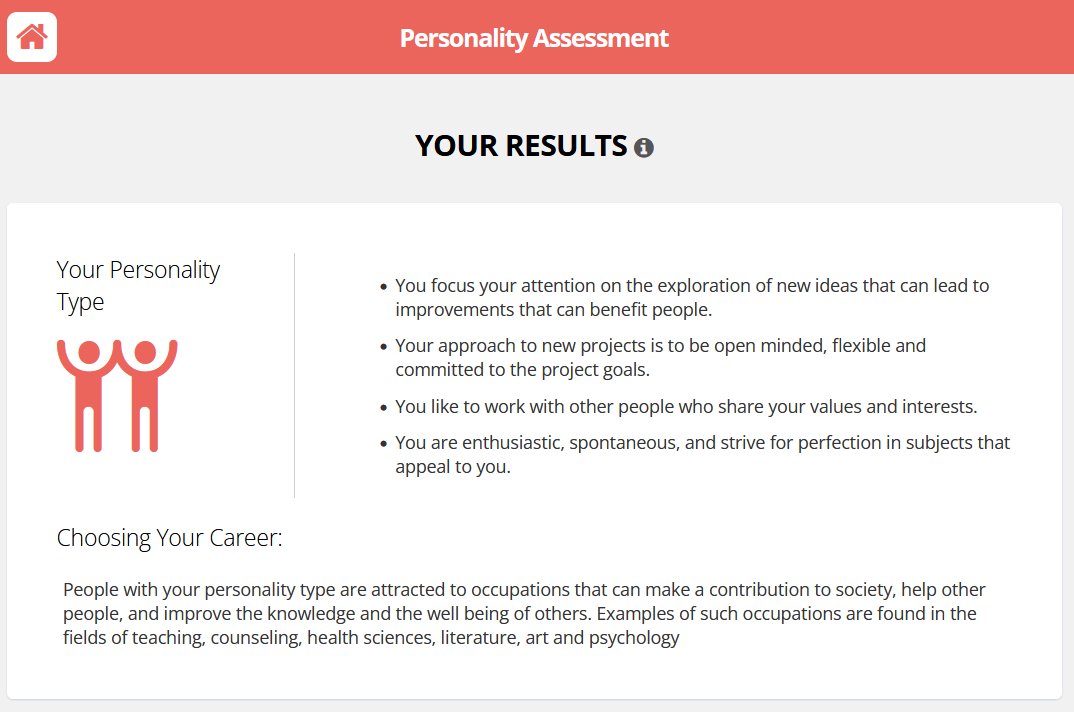 Personality Assessment
YOUR RESULTS
Your Personality
Type
• You focus your attention on the exploration of new ideas that can lead to
improvements that can benefit people.
• Your approach to new projects is to be open minded, flexible and
committed to the project goals.
• You like to work with other people who share your values and interests.
• You are enthusiastic, spontaneous, and strive for perfection in subjects that
appeal to you.
Choosing Your Career:
People with your personality type are attracted to occupations that can make a contribution to society, help other
people, and improve the knowledge and the well being of others. Examples of such occupations are found in the
fields of teaching, counseling, health sciences, literature, art and psychology